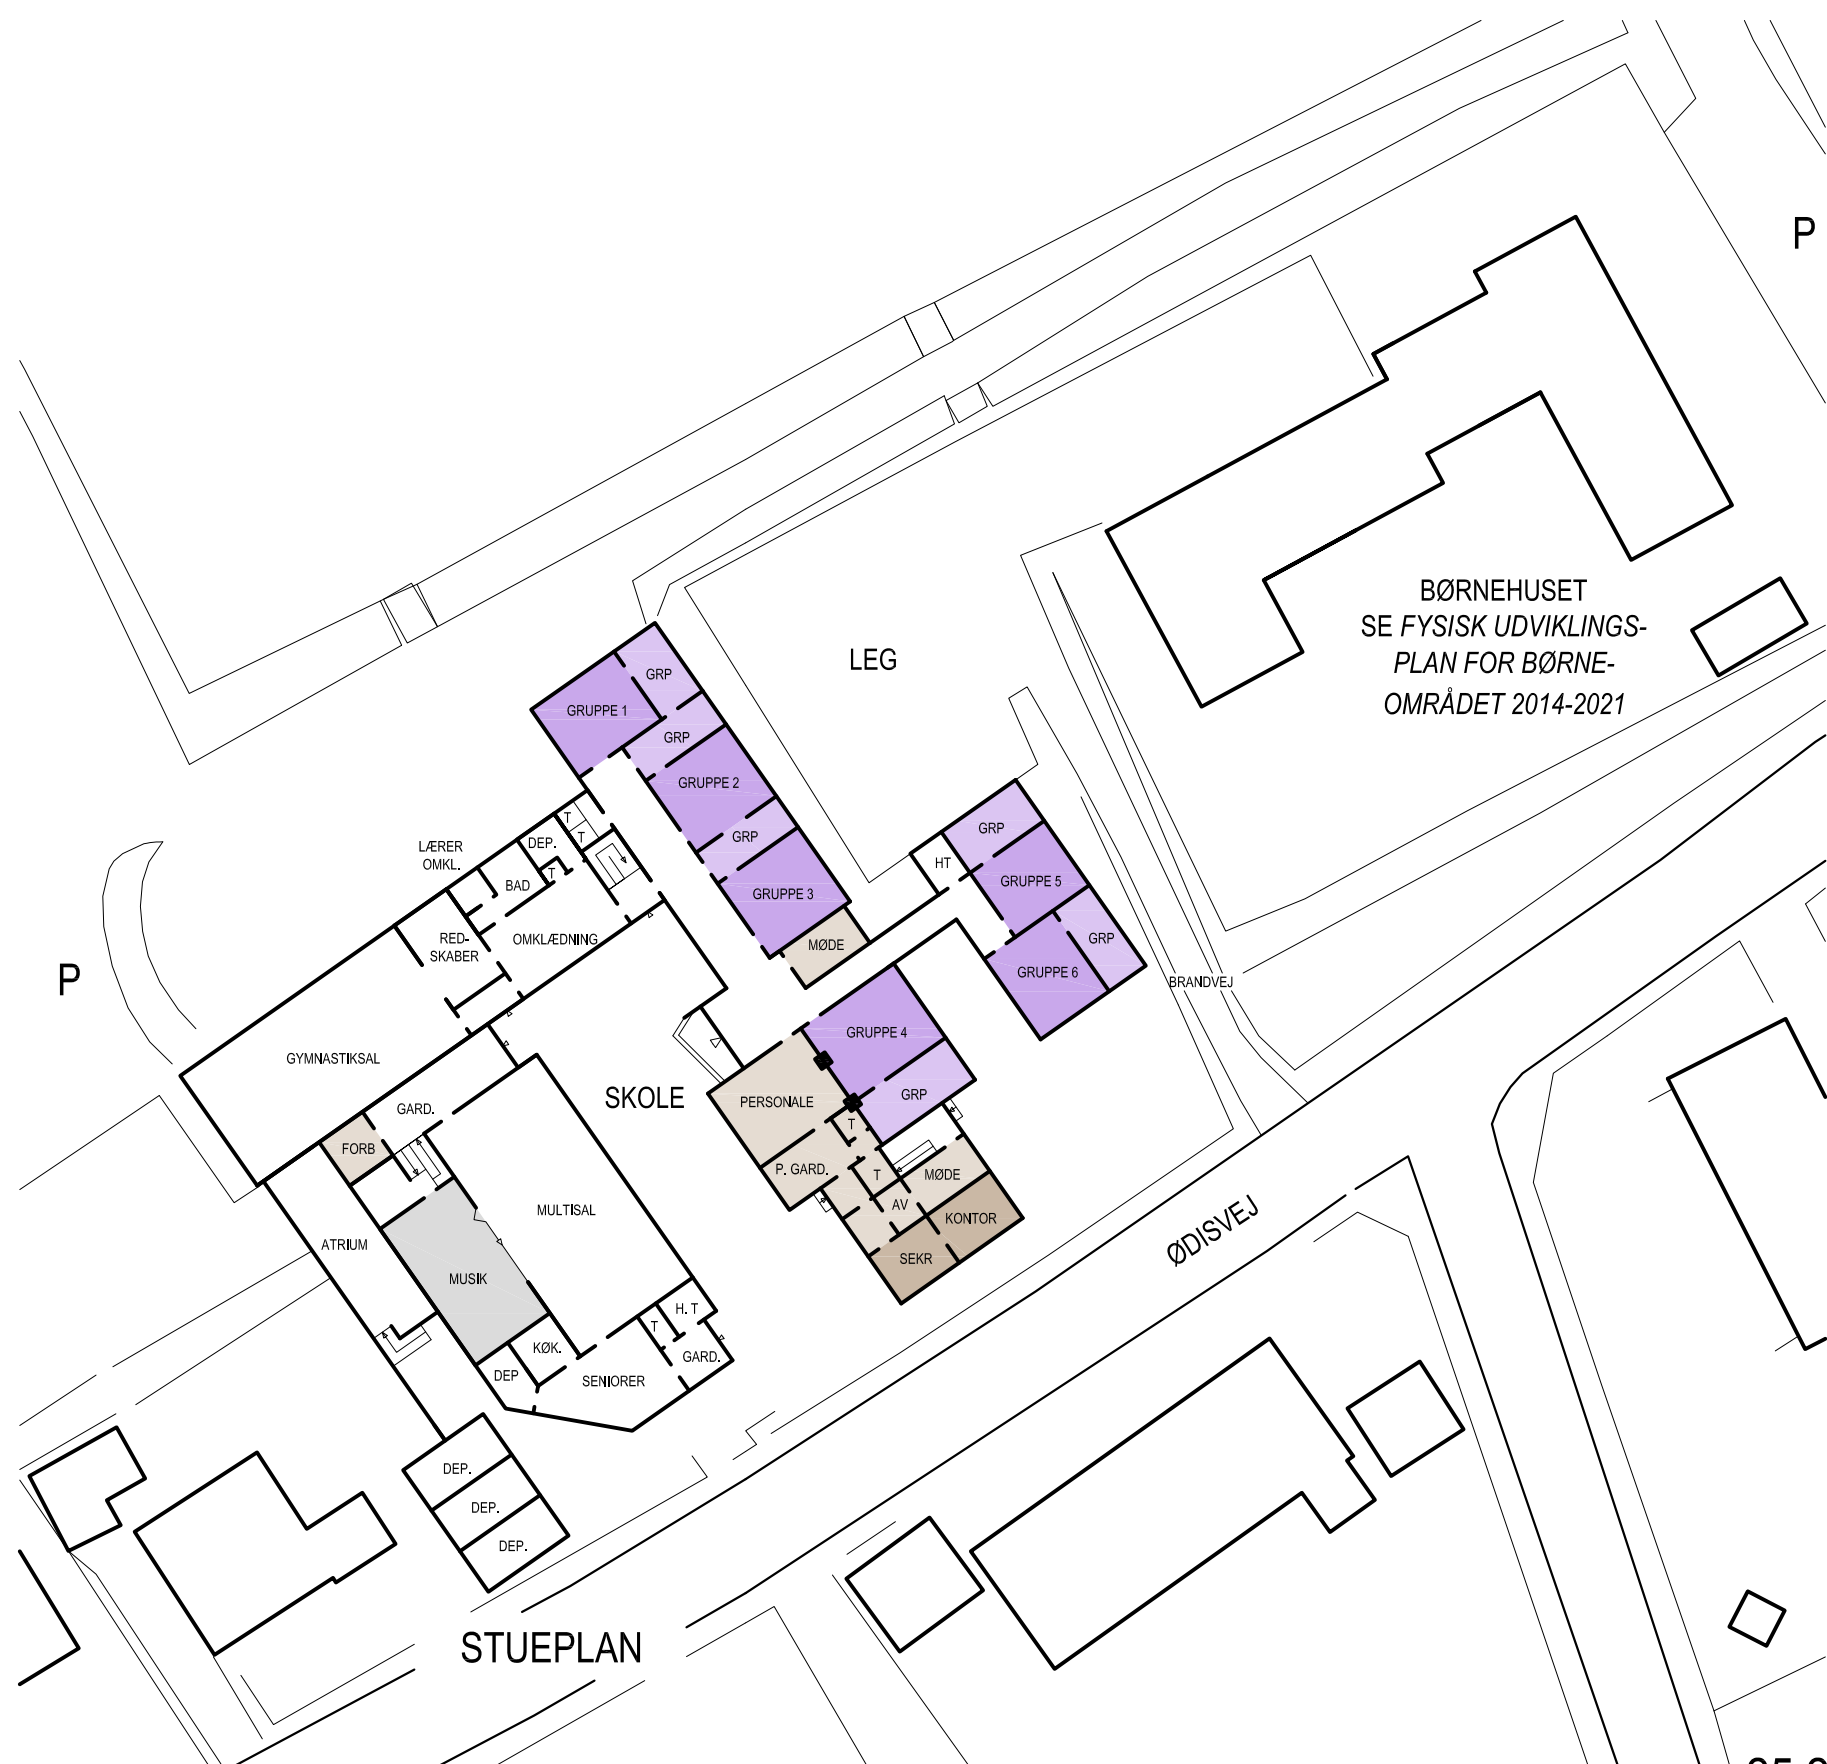 P
BØRNEHUSET
SE FYSISK UDVIKLINGS-
PLAN FOR BØRNE-
OMRÅDET 2014-2021
LEG
GRP
GRUPPE 1
GRP
GRUPPE 2
GRP
GRUPPE 3
MØDE
T
T
DEP.
LÆRER
OMKL.
T
BAD
RED-
SKABER
OMKLÆDNING
GRP
HT
GRUPPE 5
GRP
GRUPPE 6
BRANDVEJ
P
GYMNASTIKSAL
SKOLE
GRUPPE 4
GRP
PERSONALE
T
P. GARD.
T
MØDE
AV
KONTOR
SEKR
GARD.
FORB
MULTISAL
ATRIUM
MUSIK
H. T
T
KØK.
GARD.
DEP
SENIORER
ØDISVEJ
DEP.
DEP.
DEP.
STUEPLAN